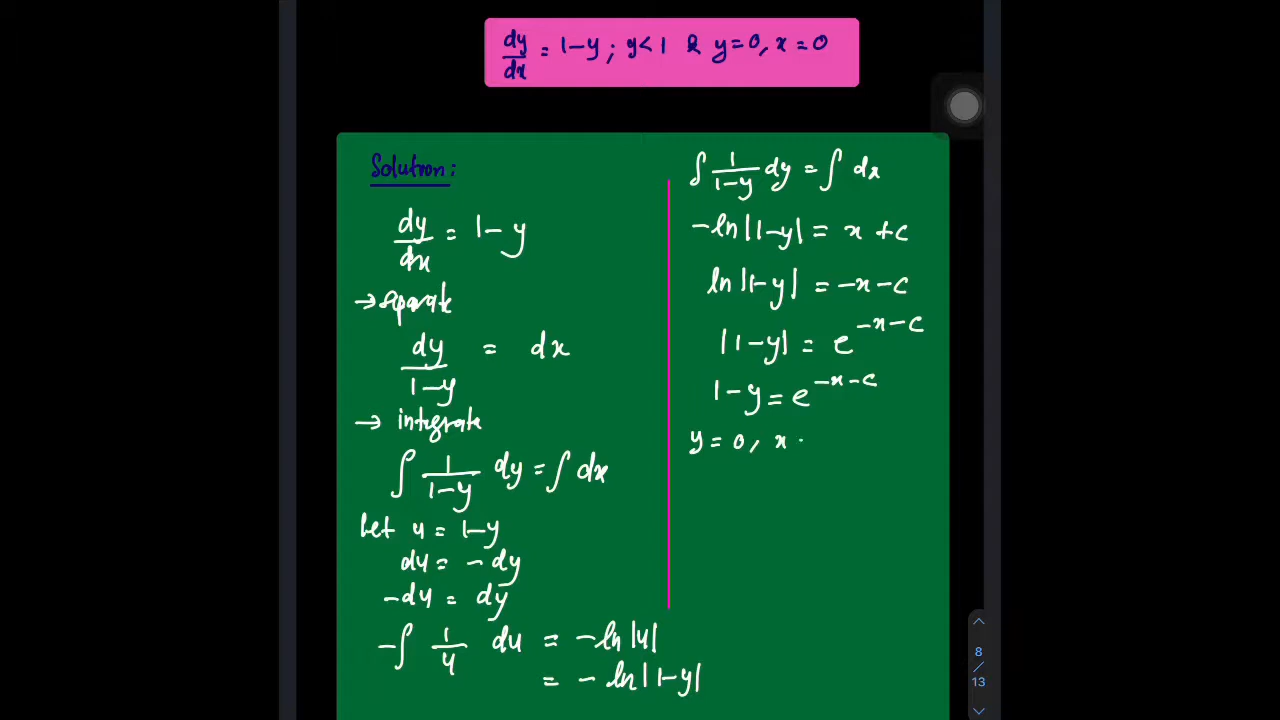 dy/dx = 1-y ; y<1 & y=0, x=0
Solution:
dy/dx = 1-y
→ separate
dy/1-y = dx
→ integrate
∫ 1/1-y dy = ∫ dx
Let u = 1-y
du = -dy
-du = dy
-∫ 1/u du = -ln|u|
= -ln|1-y|
∫ 1/1-y dy = ∫ dx
-ln|1-y| = x + c
ln|1-y| = -x-c
|1-y| = e^-x-c
1-y = e^-x-c
y=0, x
8
/
13